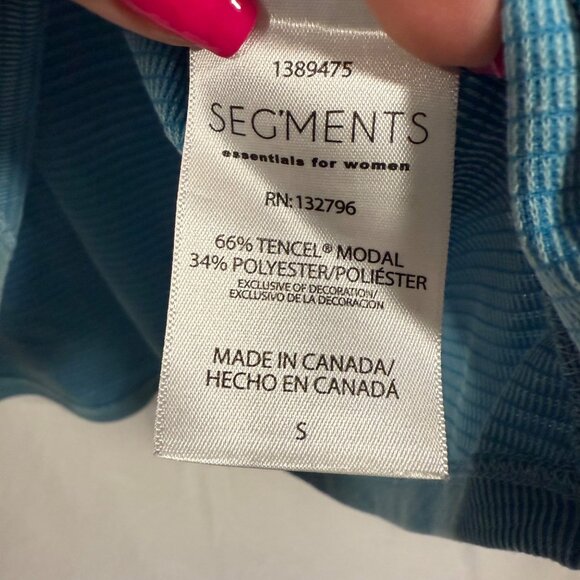 1389475
SEG'MENTS
essentials for women
RN: 132796
66% TENCEL® MODAL
34% POLYESTER/POLIÉSTER
EXCLUSIVE OF DECORATION/
EXCLUSIVO DE LA DECORACION
MADE IN CANADA/
HECHO EN CANADÁ
S